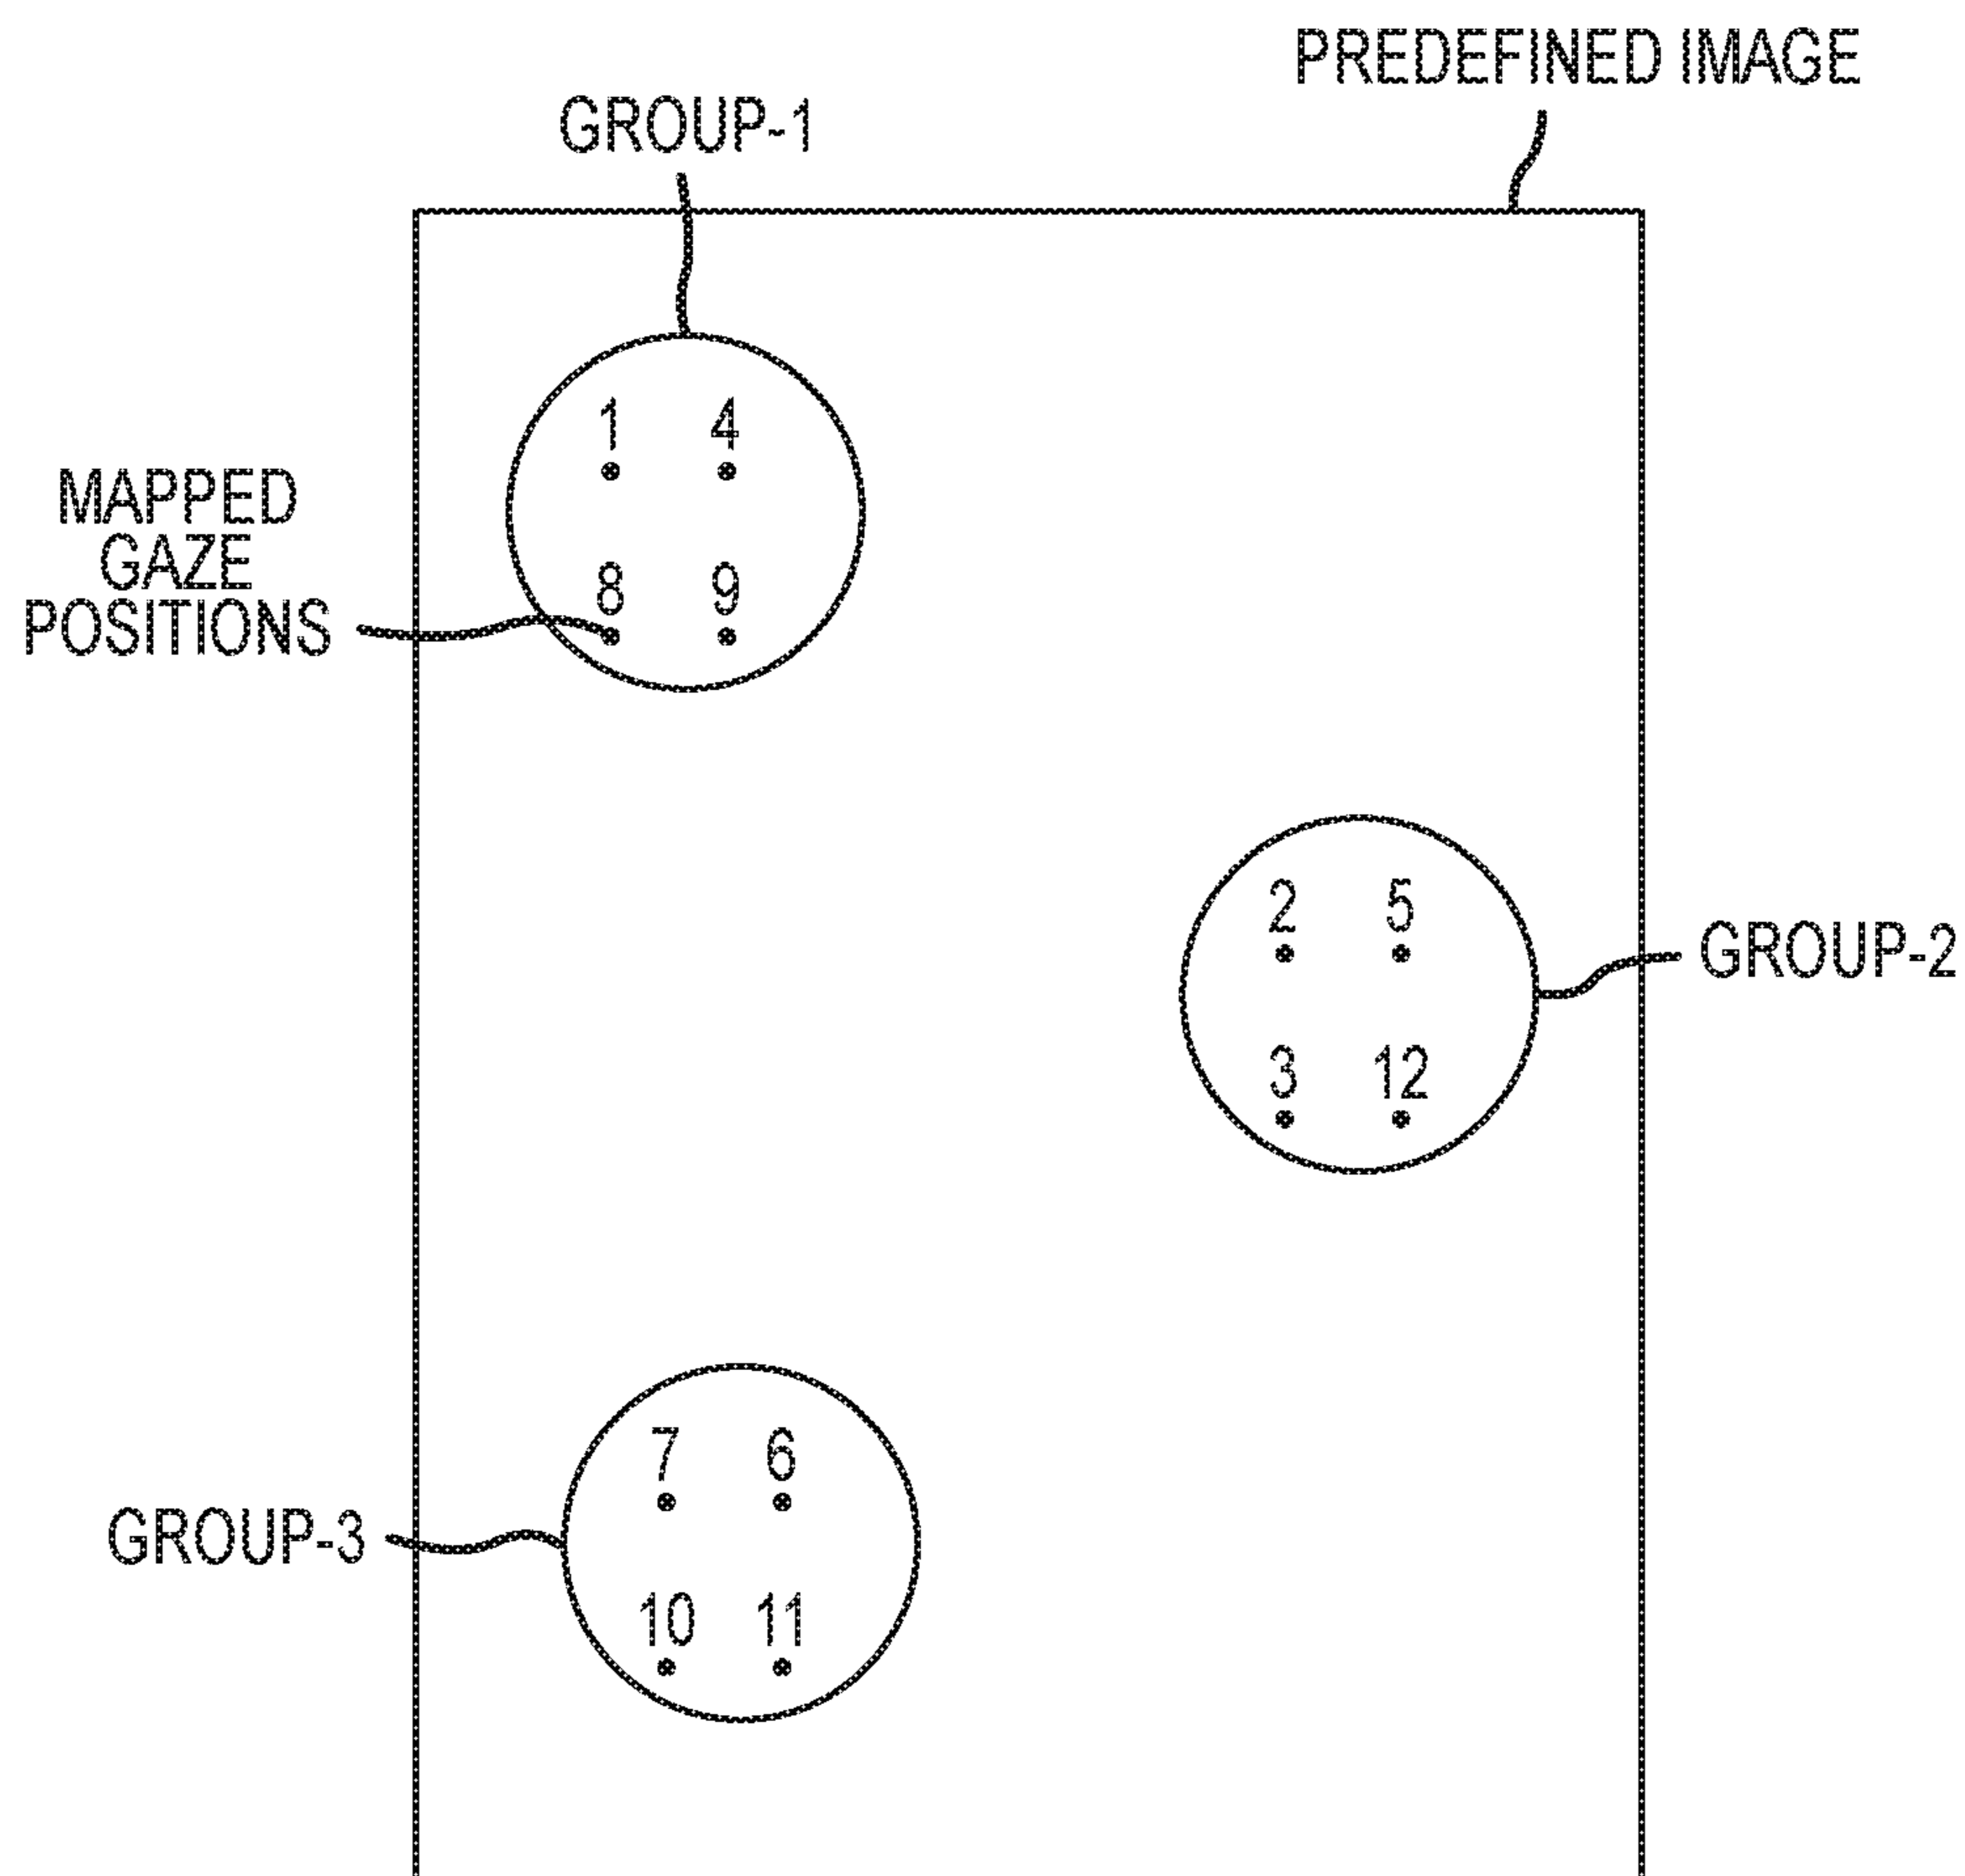 PREDEFINED IMAGE
GROUP-1
1 4
MAPPED
GAZE
POSITIONS
8 9
2 5
GROUP-2
3 12
7 6
GROUP-3
10 11